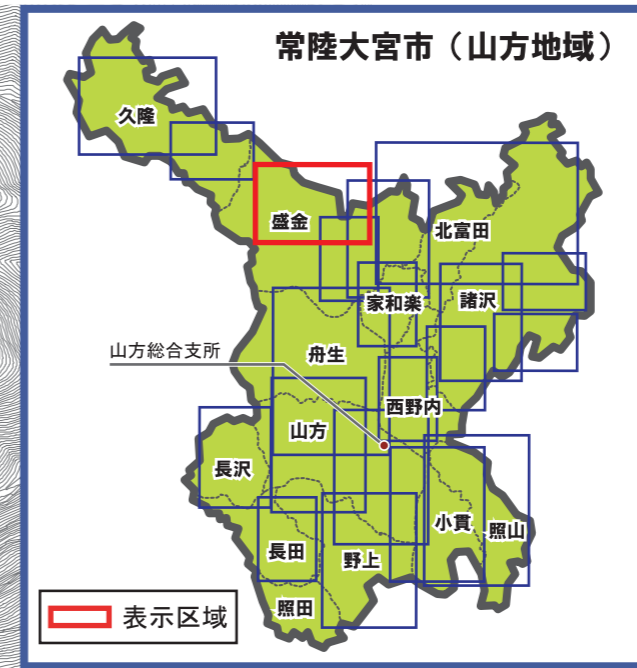 常陸大宮市（山方地域）
久隆
盛金
北富田
家和楽
諸沢
舟生
山方総合支所
西野内
山方
長沢
小貫
照山
長田
野上
照田
表示区域